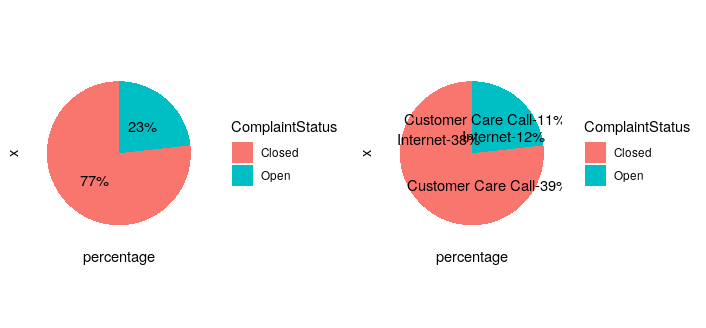 x
23%
77%
percentage
ComplaintStatus
Closed
Open
x
Customer Care Call-11%
Internet-12%
Internet-38%
Customer Care Call-39%
percentage
ComplaintStatus
Closed
Open